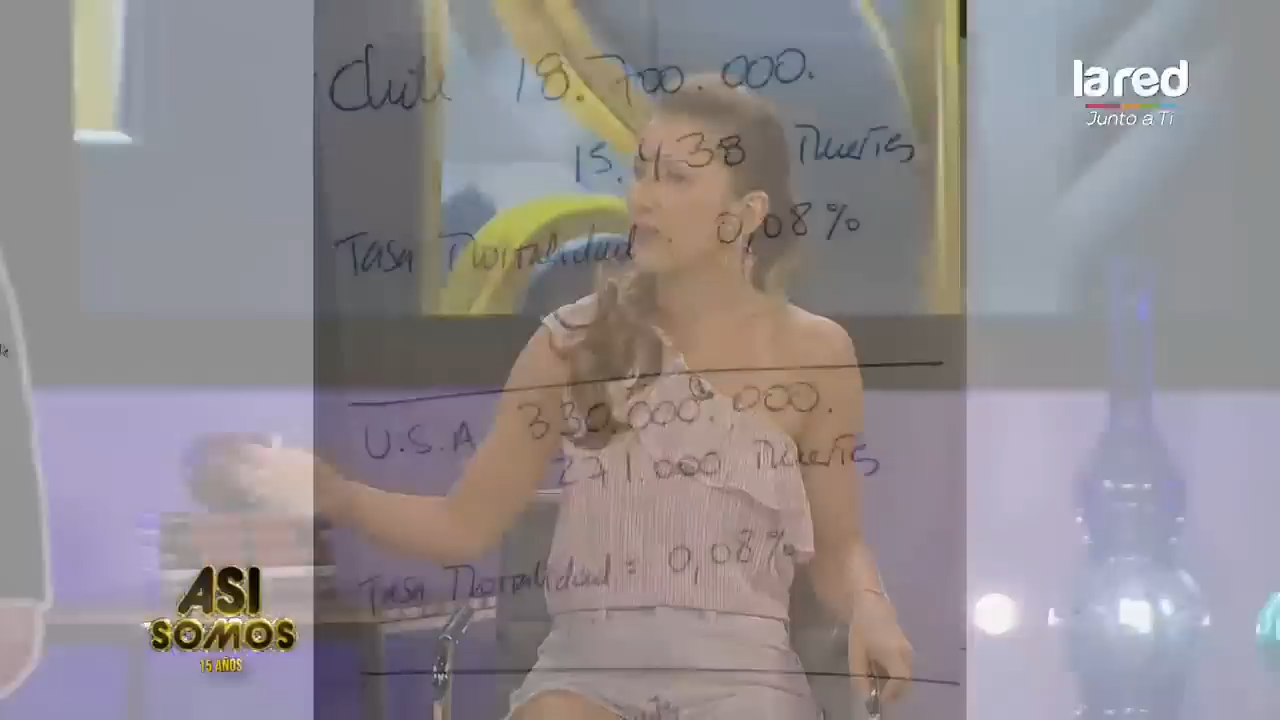 Chile 18.700.000.
15.438 Muertes
Tasa Mortalidad 0,08%
U.S.A 330.000.000.
271.000 Muertes
Tasa Mortalidad = 0,08%
lared
Junto a Ti
ASI
SOMOS
15 AÑOS